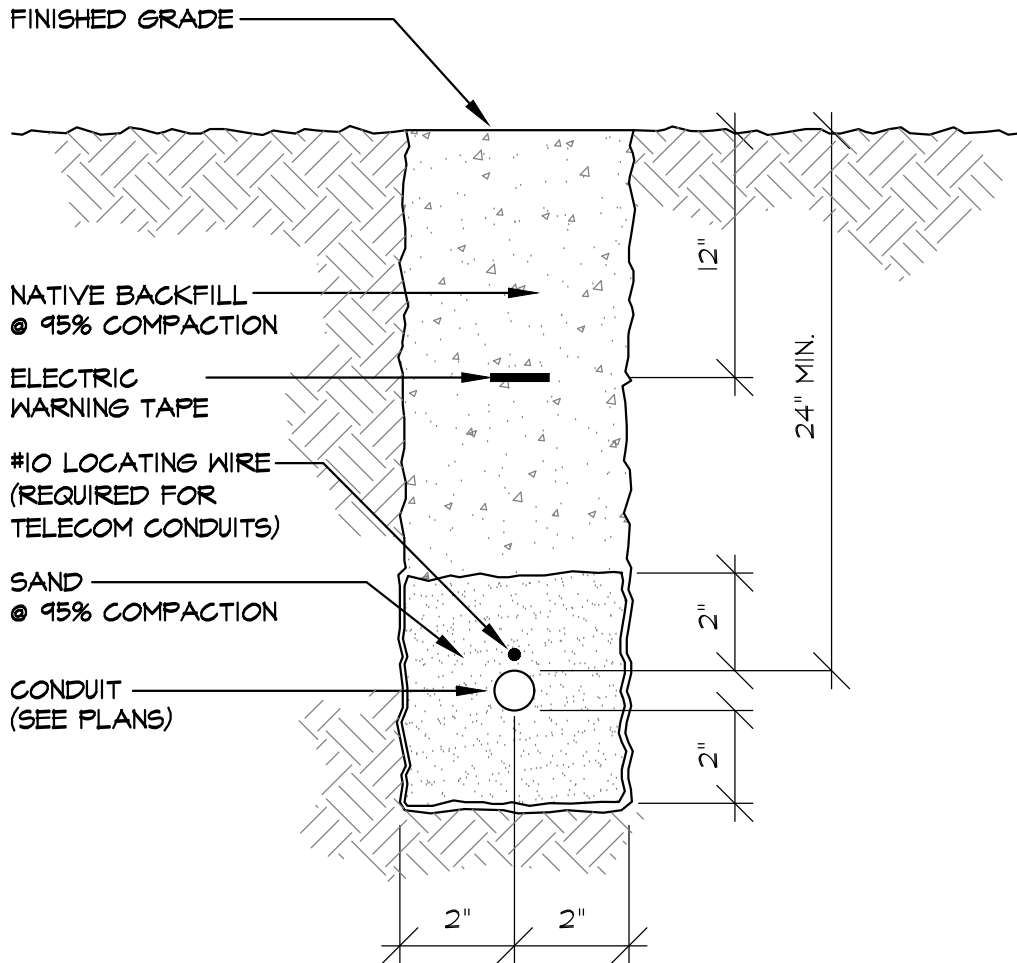 FINISHED GRADE
NATIVE BACKFILL
@ 95% COMPACTION
ELECTRIC
WARNING TAPE
#10 LOCATING WIRE
(REQUIRED FOR
TELECOM CONDUITS)
SAND
@ 95% COMPACTION
CONDUIT
(SEE PLANS)
12"
24" MIN.
2"
2"
2"
2"